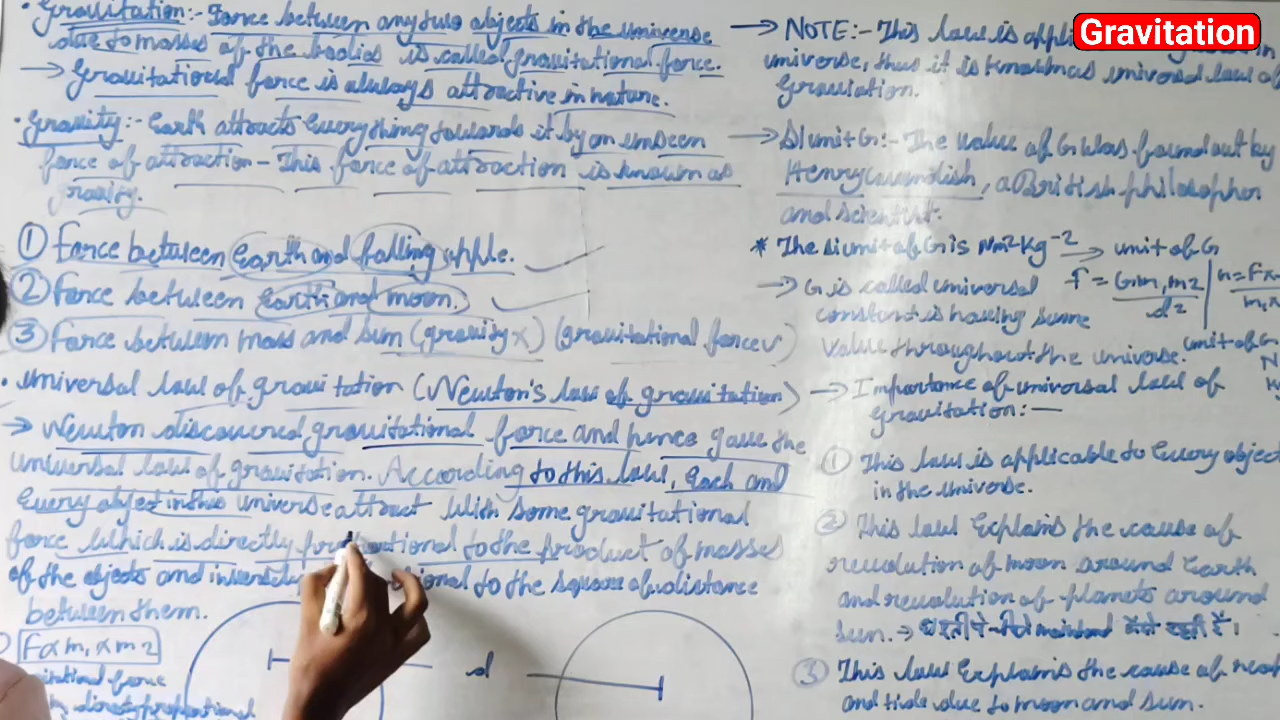 Gravitation
• Gravitation:- Force between any two objects in the universe
due to masses of the bodies is called gravitational force.
→ Gravitational force is always attractive in nature.
• Gravity:- Earth attracts Everything towards it by an unseen
force of attraction - This force of attraction is known as
gravity.
① Force between Earth and falling apple.
② Force between Earth and moon.
③ Force between mass and sun (gravity x) (gravitational force ✓)
• Universal law of gravitation (Newton's law of gravitation)
→ Newton discovered gravitational force and hence gave the
universal law of gravitation. According to this law, Each and
Every object in this universe attract with some gravitational
force which is directly proportional to the product of masses
of the objects and inversely to the square of distance
between them.
F∝ m1 ∝ m2
force
directly proportional
d
→ NOTE:- This law is in
universe, thus it is universal law of
→ SI unit G:- The value of G was found out by
Henry Cavendish, a British philosopher
and scientist.
* The SI unit of G is Nm²Kg⁻² → unit of G
→ G is called universal
constant is having same
value throughout the universe.
F = Gm1m2
d²
unit of G
→ Importance of universal law of
gravitation: —
① This law is applicable to Every object
in the universe.
② This law Explains the cause of
revolution of moon around Earth
and revolution of planets around
sun. →
③ This law Explains the cause of
and tide due to moon and sun.